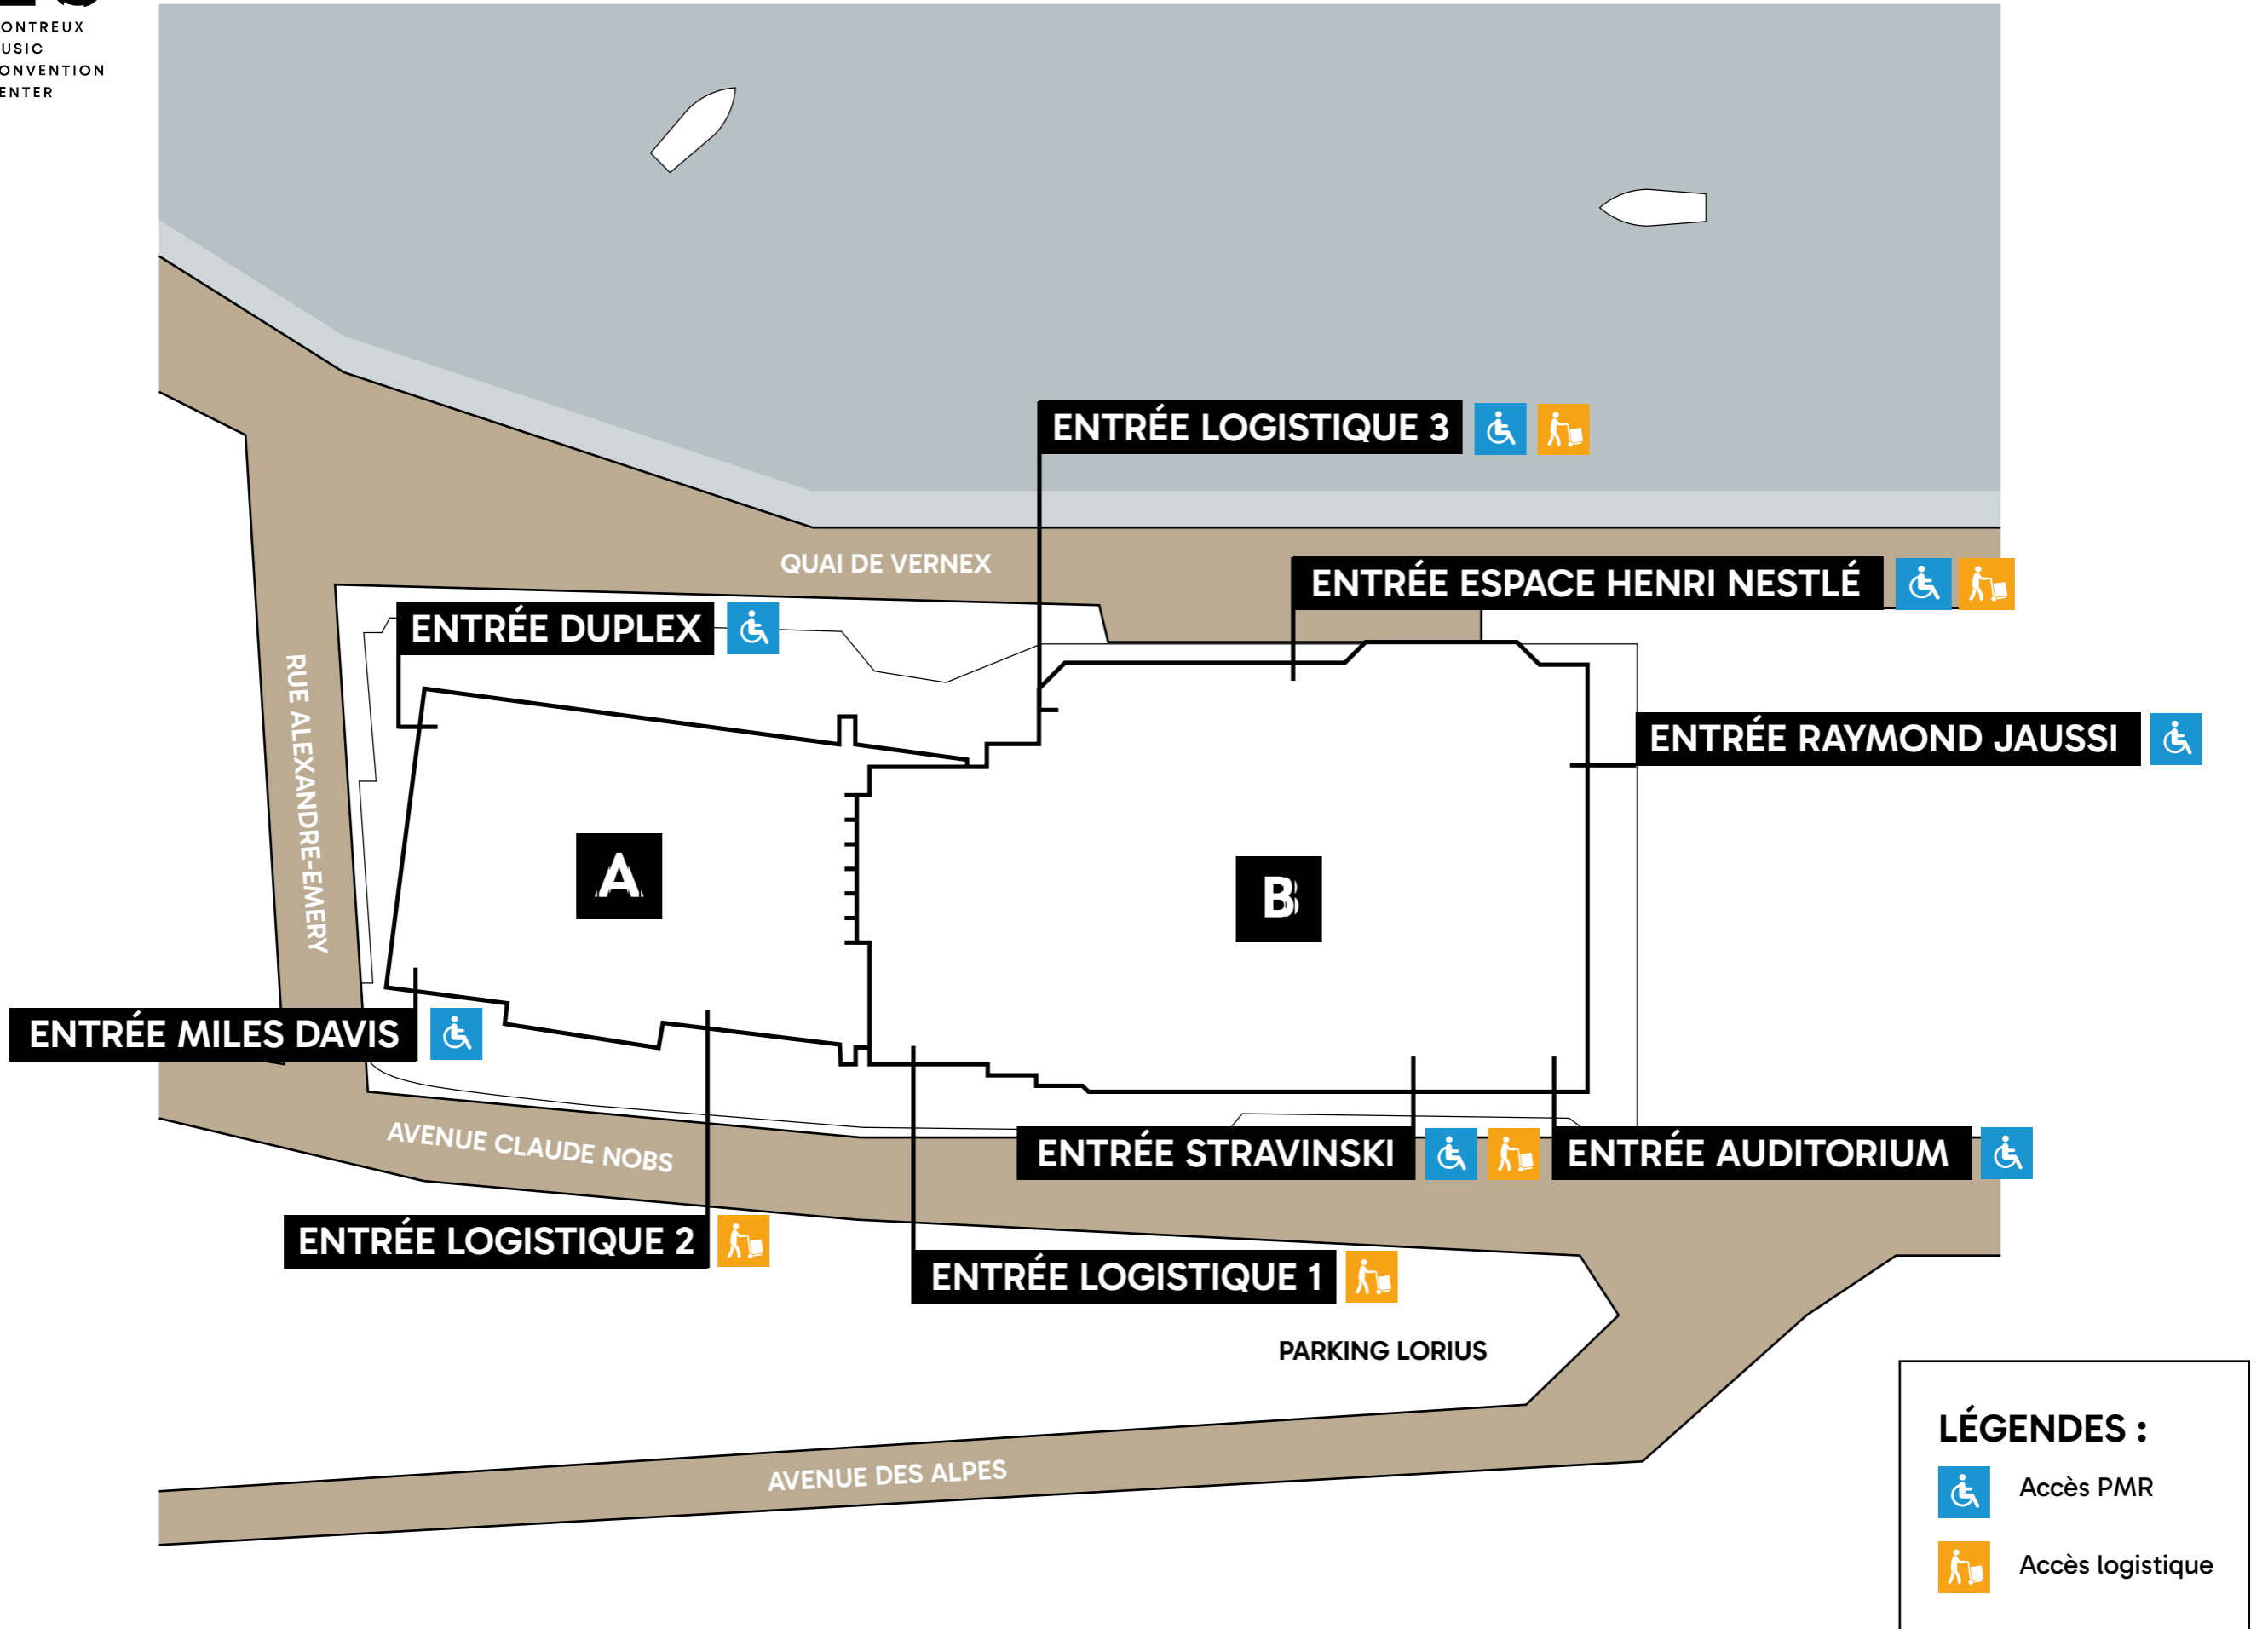 ONTREUX
USIC
ONVENTION
ENTER
ENTRÉE LOGISTIQUE 3
QUAI DE VERNEX
ENTRÉE ESPACE HENRI NESTLÉ
ENTRÉE DUPLEX
RUE ALEXANDRE-EMERY
ENTRÉE RAYMOND JAUSSI
A
B
ENTRÉE MILES DAVIS
AVENUE CLAUDE NOBS
ENTRÉE STRAVINSKI
ENTRÉE AUDITORIUM
ENTRÉE LOGISTIQUE 2
ENTRÉE LOGISTIQUE 1
PARKING LORIUS
AVENUE DES ALPES
LÉGENDES :
Accès PMR
Accès logistique